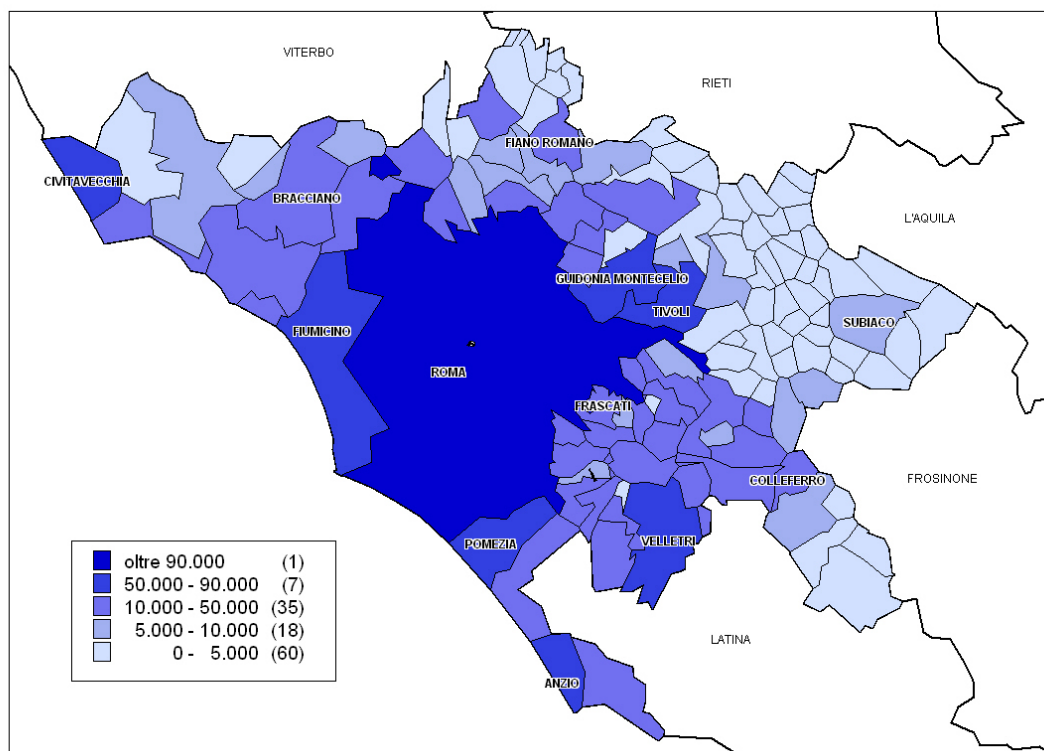 VITERBO
RIETI
FIANO ROMANO
CIVITAVECCHIA
BRACCIANO
L'AQUILA
GUIDONIA MONTECELIO
TIVOLI
SUBIACO
FIUMICINO
ROMA
FRASCATI
COLLEFERRO
FROSINONE
POMEZIA
VELLETRI
LATINA
ANZIO
oltre 90.000 (1)
50.000 - 90.000 (7)
10.000 - 50.000 (35)
5.000 - 10.000 (18)
0 - 5.000 (60)